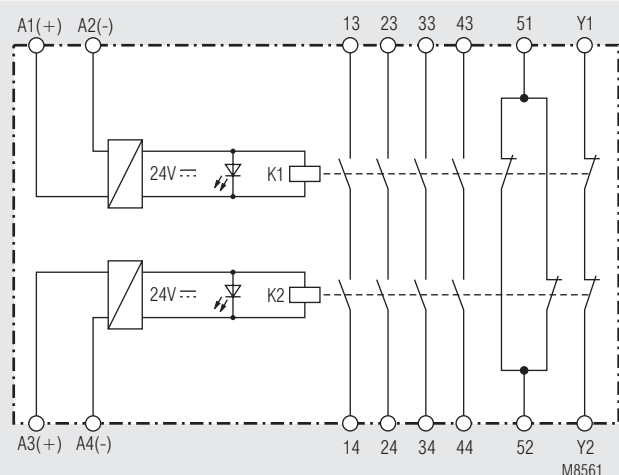 A1(+) A2(-) 13 23 33 43 51 Y1
24V K1
24V K2
A3(+) A4(-) 14 24 34 44 52 Y2
M8561